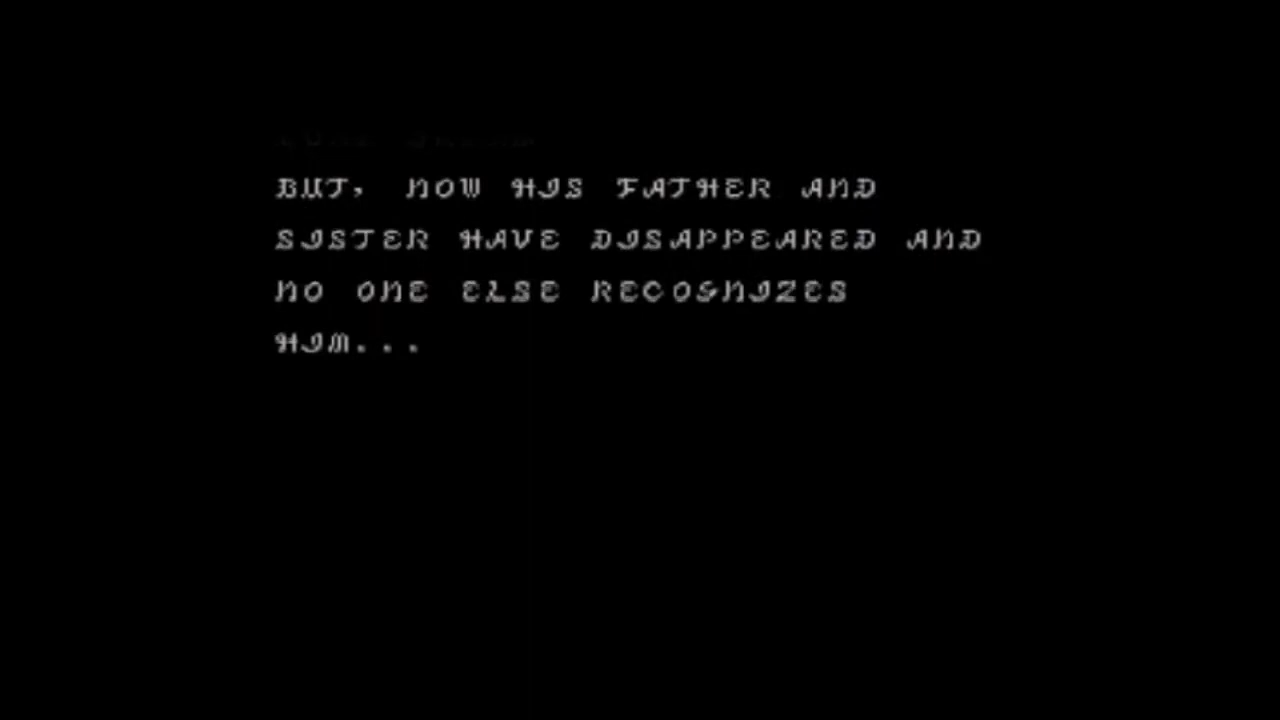 BUT, NOW HIS FATHER AND
SISTER HAVE DISAPPEARED AND
NO ONE ELSE RECOGNIZES
HIM...